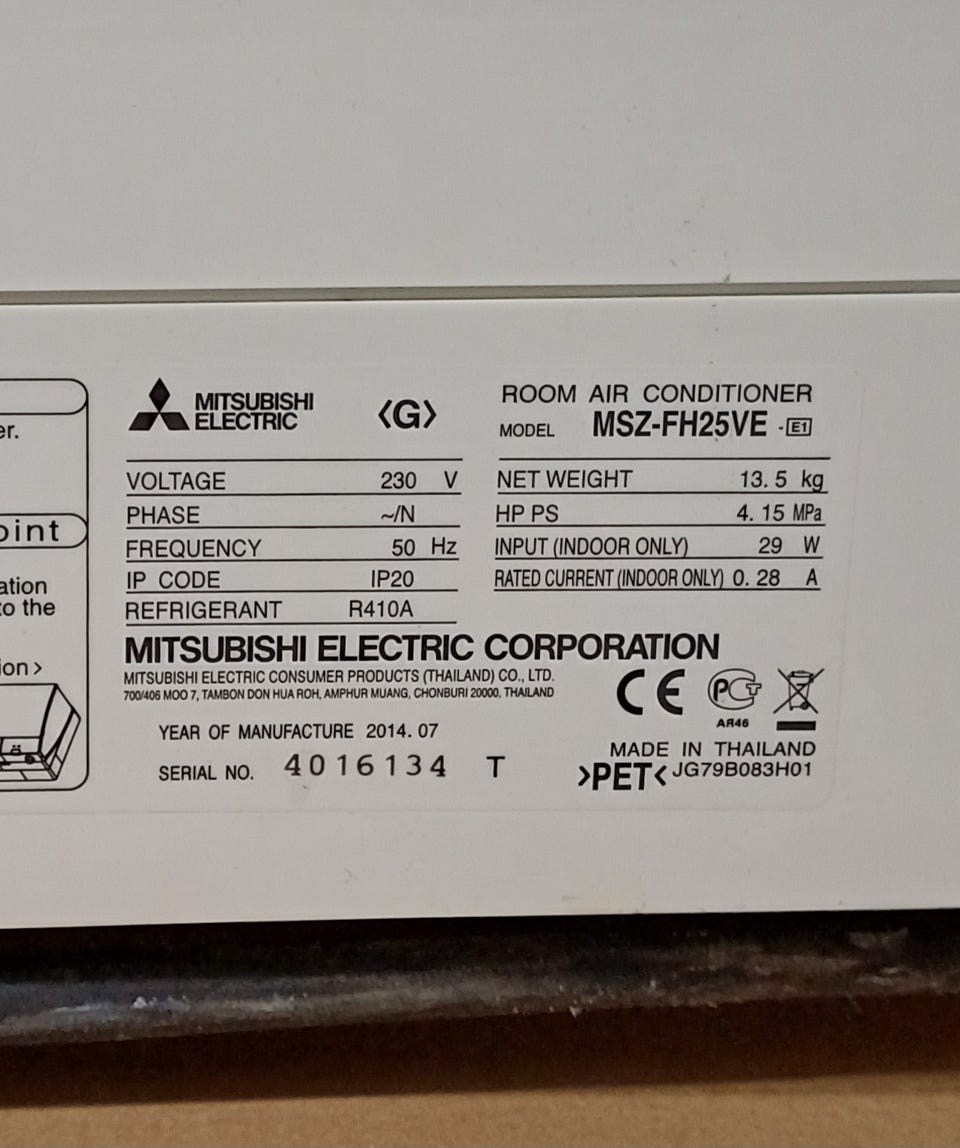 er.
oint
ation
to the
ion>
MITSUBISHI
ELECTRIC
<G>
VOLTAGE 230 V
PHASE ~/N
FREQUENCY 50 Hz
IP CODE IP20
REFRIGERANT R410A
ROOM AIR CONDITIONER
MODEL MSZ-FH25VE -E1
NET WEIGHT 13.5 kg
HP PS 4.15 MPa
INPUT (INDOOR ONLY) 29 W
RATED CURRENT (INDOOR ONLY) 0.28 A
MITSUBISHI ELECTRIC CORPORATION
MITSUBISHI ELECTRIC CONSUMER PRODUCTS (THAILAND) CO., LTD.
700/406 MOO 7, TAMBON DON HUA ROH, AMPHUR MUANG, CHONBURI 20000, THAILAND
CE PCT
АЯ46
YEAR OF MANUFACTURE 2014.07
SERIAL NO. 4016134 T
MADE IN THAILAND
>PET< JG79B083H01